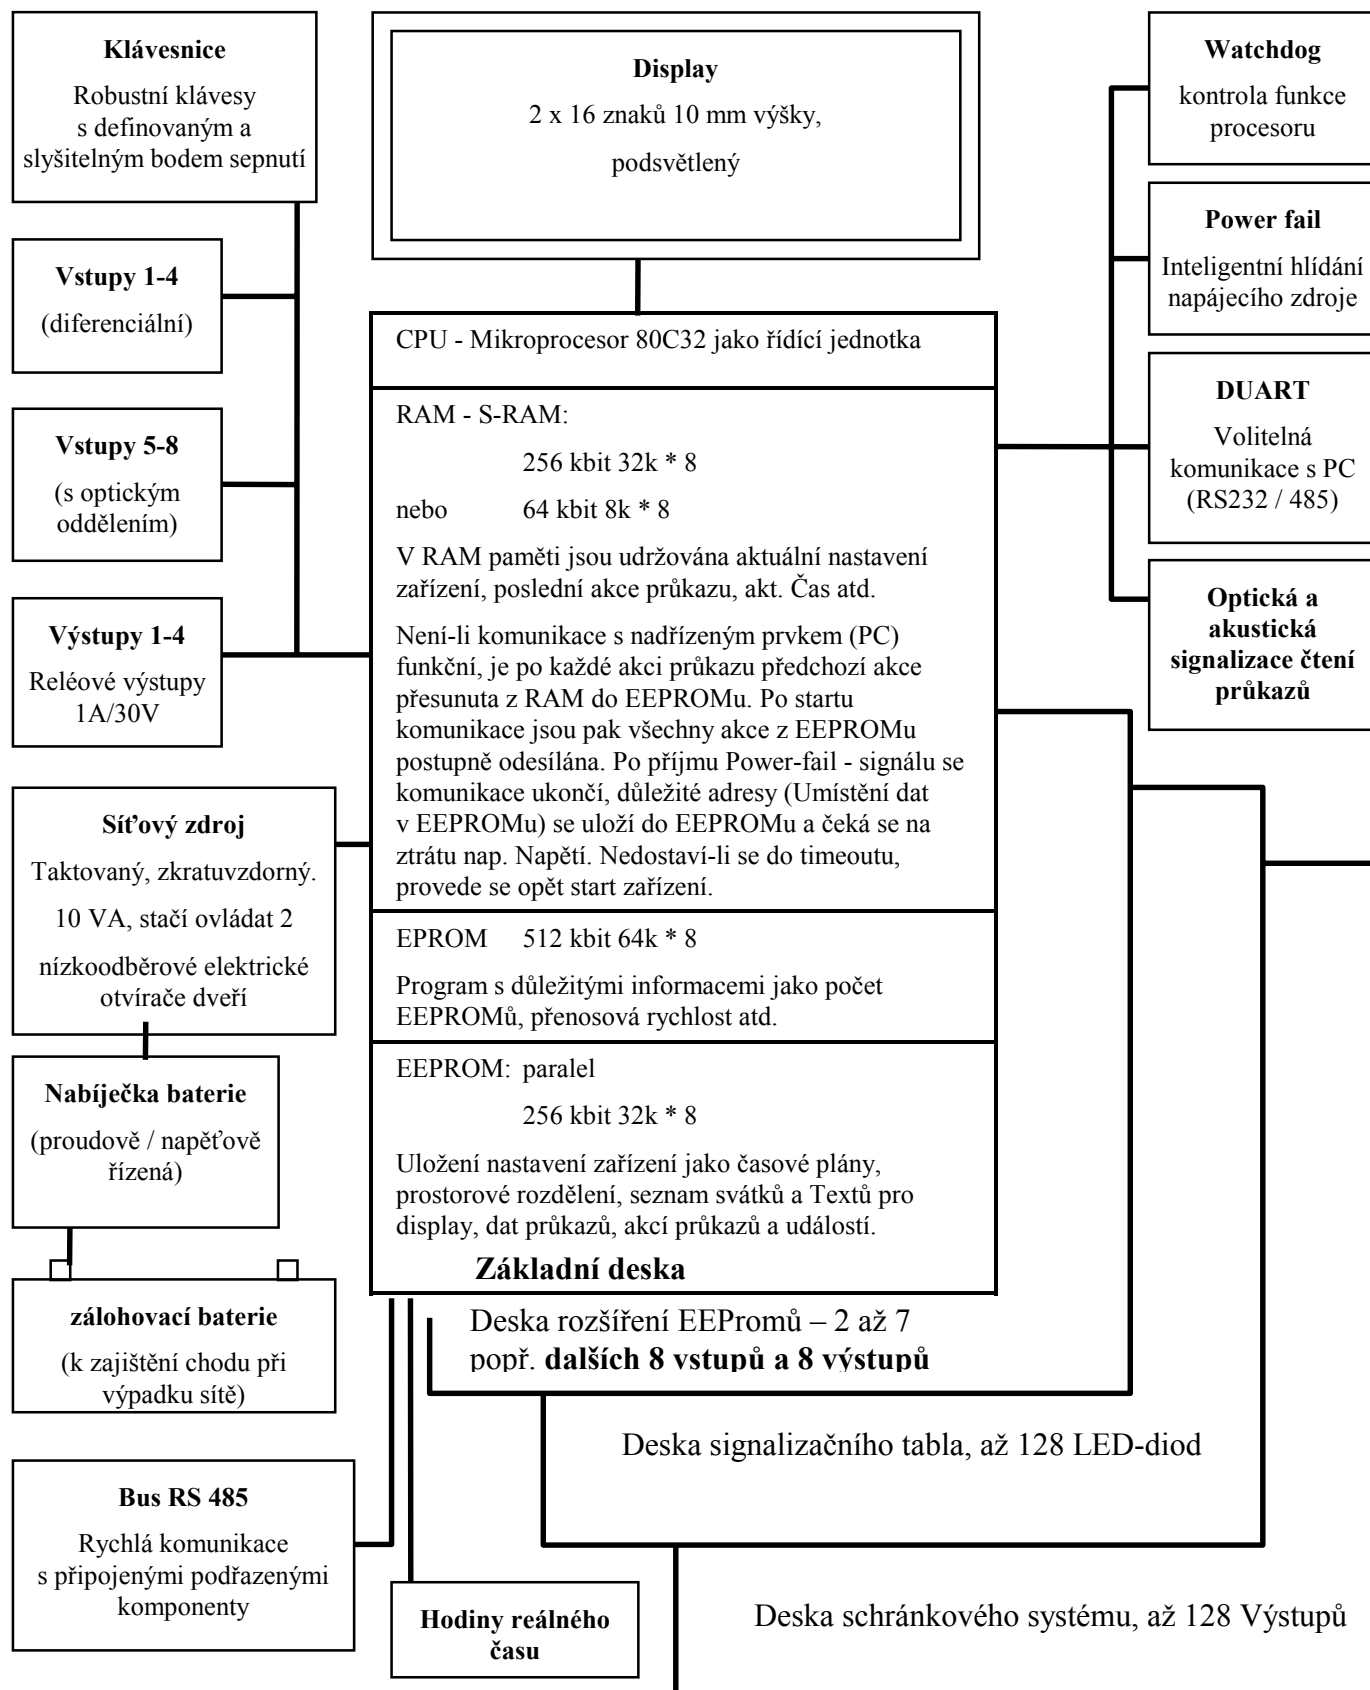 Klávesnice
Robustní klávesy
s definovaným a
slyšitelným bodem sepnutí
Display
2 x 16 znaků 10 mm výšky,
podsvětlený
Watchdog
kontrola funkce
procesoru
Vstupy 1-4
(diferenciální)
Power fail
Inteligentní hlídání
napájecího zdroje
Vstupy 5-8
(s optickým
oddělením)
DUART
Volitelná
komunikace s PC
(RS232 / 485)
Výstupy 1-4
Reléové výstupy
1A/30V
Optická a
akustická
signalizace čtení
průkazů
CPU - Mikroprocesor 80C32 jako řídící jednotka
RAM - S-RAM:
256 kbit 32k * 8
nebo 64 kbit 8k * 8
V RAM paměti jsou udržována aktuální nastavení
zařízení, poslední akce průkazu, akt. Čas atd.
Není-li komunikace s nadřízeným prvkem (PC)
funkční, je po každé akci průkazu předchozí akce
přesunuta z RAM do EEPROMu. Po startu
komunikace jsou pak všechny akce z EEPROMu
postupně odesílána. Po příjmu Power-fail - signálu se
komunikace ukončí, důležité adresy (Umístění dat
v EEPROMu) se uloží do EEPROMu a čeká se na
ztrátu nap. Napětí. Nedostaví-li se do timeoutu,
provede se opět start zařízení.
EPROM 512 kbit 64k * 8
Program s důležitými informacemi jako počet
EEPROMů, přenosová rychlost atd.
EEPROM: paralel
256 kbit 32k * 8
Uložení nastavení zařízení jako časové plány,
prostorové rozdělení, seznam svátků a Textů pro
display, dat průkazů, akcí průkazů a událostí.
Základní deska
Síťový zdroj
Taktovaný, zkratuvzdorný.
10 VA, stačí ovládat 2
nízkoodběrové elektrické
otvírače dveří
Nabíječka baterie
(proudově / napěťově
řízená)
zálohovací baterie
(k zajištění chodu při
výpadku sítě)
Deska rozšíření EEPromů – 2 až 7
popř. dalších 8 vstupů a 8 výstupů
Deska signalizačního tabla, až 128 LED-diod
Bus RS 485
Rychlá komunikace
s připojenými podřazenými
komponenty
Hodiny reálného
času
Deska schránkového systému, až 128 Výstupů